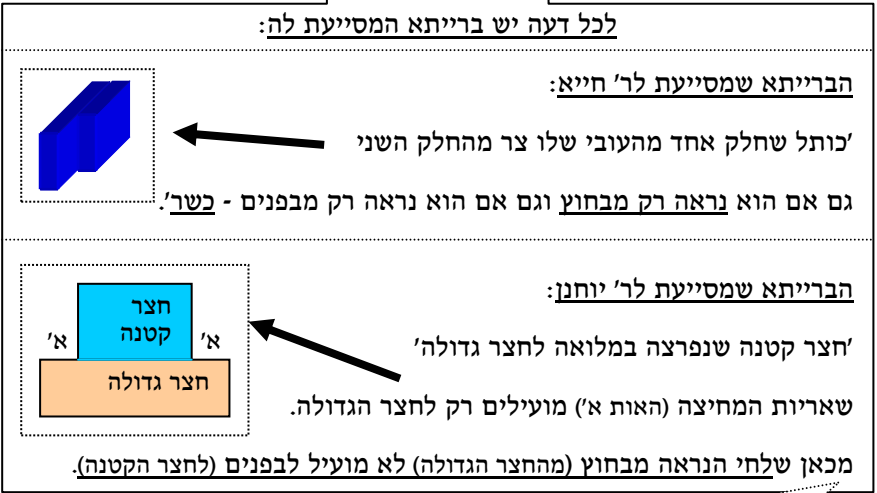 לכל דעה יש ברייתא המסייעת לה:
הברייתא שמסייעת לר' חייא:
'כותל שחלק אחד מהעובי שלו צר מהחלק השני
גם אם הוא נראה רק מבחוץ וגם אם הוא נראה רק מבפנים - כשר'.
הברייתא שמסייעת לר' יוחנן:
'חצר קטנה שנפרצה במלואה לחצר גדולה'
שאריות המחיצה (האות א') מועילים רק לחצר הגדולה.
מכאן שלחי הנראה מבחוץ (מהחצר הגדולה) לא מועיל לבפנים (לחצר הקטנה).
חצר
קטנה
א'
א'
חצר גדולה